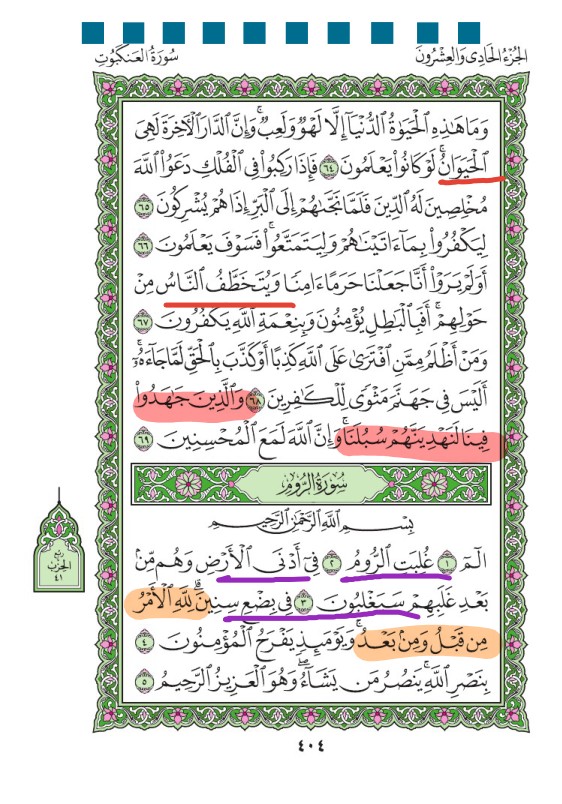 الجُزْءُ الحَادِى وَالعِشْرُونَ
سُورَةُ العَنكَبُوتِ
وَمَا هَٰذِهِ ٱلْحَيَوٰةُ ٱلدُّنْيَآ إِلَّا لَهْوٌ وَلَعِبٌ ۚ وَإِنَّ ٱلدَّارَ ٱلْءَاخِرَةَ لَهِىَ
ٱلْحَيَوَانُ ۚ لَوْ كَانُوا۟ يَعْلَمُونَ ٦٤ فَإِذَا رَكِبُوا۟ فِى ٱلْفُلْكِ دَعَوُا۟ ٱللَّهَ
مُخْلِصِينَ لَهُ ٱلدِّينَ فَلَمَّا نَجَّىٰهُمْ إِلَى ٱلْبَرِّ إِذَا هُمْ يُشْرِكُونَ ٦٥
لِيَكْفُرُوا۟ بِمَآ ءَاتَيْنَٰهُمْ وَلِيَتَمَتَّعُوا۟ ۖ فَسَوْفَ يَعْلَمُونَ ٦٦
أَوَلَمْ يَرَوْا۟ أَنَّا جَعَلْنَا حَرَمًا ءَامِنًا وَيُتَخَطَّفُ ٱلنَّاسُ مِنْ
حَوْلِهِمْ ۚ أَفَبِٱلْبَٰطِلِ يُؤْمِنُونَ وَبِنِعْمَةِ ٱللَّهِ يَكْفُرُونَ ٦٧
وَمَنْ أَظْلَمُ مِمَّنِ ٱفْتَرَىٰ عَلَى ٱللَّهِ كَذِبًا أَوْ كَذَّبَ بِٱلْحَقِّ لَمَّا جَآءَهُۥٓ ۚ
أَلَيْسَ فِى جَهَنَّمَ مَثْوًى لِّلْكَٰفِرِينَ ٦٨ وَٱلَّذِينَ جَٰهَدُوا۟
فِينَا لَنَهْدِيَنَّهُمْ سُبُلَنَا ۚ وَإِنَّ ٱللَّهَ لَمَعَ ٱلْمُحْسِنِينَ ٦٩
سُورَةُ الرُّومِ
بِسْمِ ٱللَّهِ ٱلرَّحْمَٰنِ ٱلرَّحِيمِ
الٓمٓ ١ غُلِبَتِ ٱلرُّومُ ٢ فِىٓ أَدْنَى ٱلْأَرْضِ وَهُم مِّنۢ
بَعْدِ غَلَبِهِمْ سَيَغْلِبُونَ ٣ فِى بِضْعِ سِنِينَ ۗ لِلَّهِ ٱلْأَمْرُ
مِن قَبْلُ وَمِنۢ بَعْدُ ۚ وَيَوْمَئِذٍ يَفْرَحُ ٱلْمُؤْمِنُونَ ٤
بِنَصْرِ ٱللَّهِ ۚ يَنصُرُ مَن يَشَآءُ ۖ وَهُوَ ٱلْعَزِيزُ ٱلرَّحِيمُ ٥
ربع
الحزب
٤١
٤٠٤